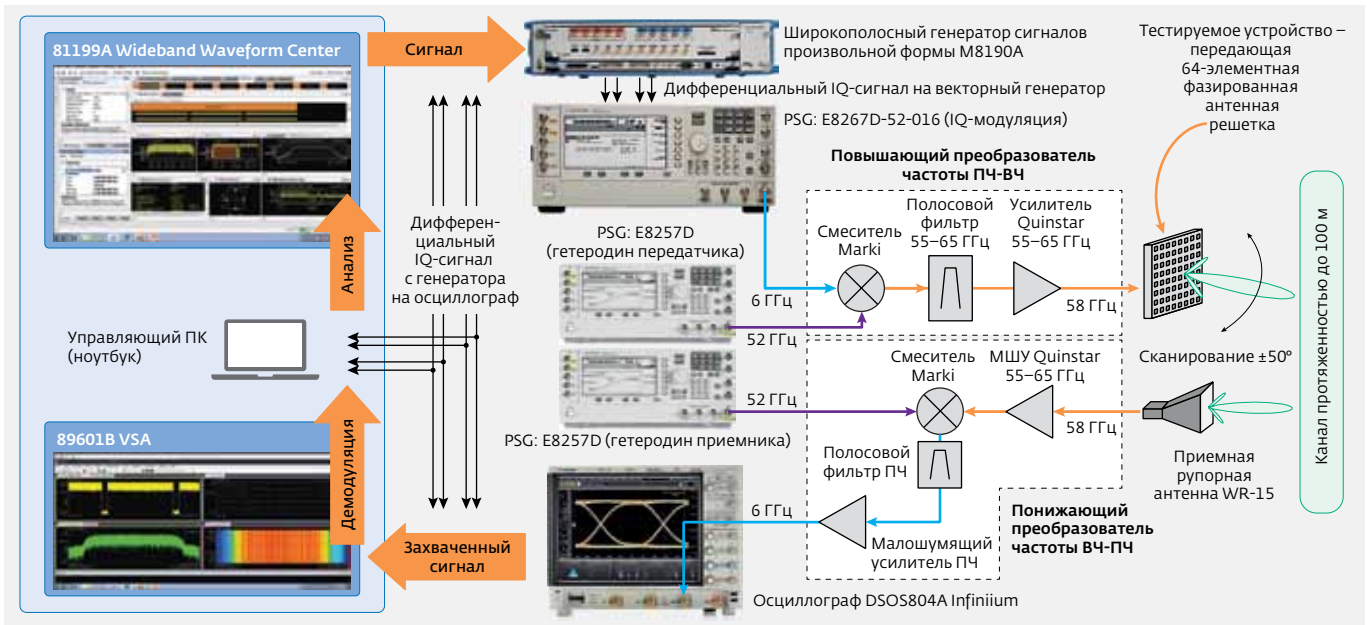 81199A Wideband Waveform Center
Сигнал
Широкополосный генератор сигналов
произвольной формы M8190A
Дифференциальный IQ-сигнал на векторный генератор
PSG: E8267D-52-016 (IQ-модуляция)
Тестируемое устройство –
передающая
64-элементная
фазированная
антенная
решетка
Анализ
Дифферен-
циальный
IQ-сигнал
с генератора
на осциллограф
PSG: E8257D
(гетеродин передатчика)
Повышающий преобразователь
частоты ПЧ-ВЧ
Смеситель
Marki
Полосовой
фильтр
55–65 ГГц
Усилитель
Quinstar
55–65 ГГц
6 ГГц
58 ГГц
52 ГГц
Сканирование ±50°
Канал протяженностью до 100 м
Управляющий ПК
(ноутбук)
Смеситель
Marki
МШУ Quinstar
55–65 ГГц
52 ГГц
58 ГГц
PSG: E8257D (гетеродин приемника)
Приемная
рупорная
антенна WR-15
89601B VSA
Демодуляция
Полосовой
фильтр ПЧ
6 ГГц
Понижающий
преобразователь
частоты ВЧ-ПЧ
Малошумящий
усилитель ПЧ
Захваченный
сигнал
Осциллограф DSOS804A Infiniium